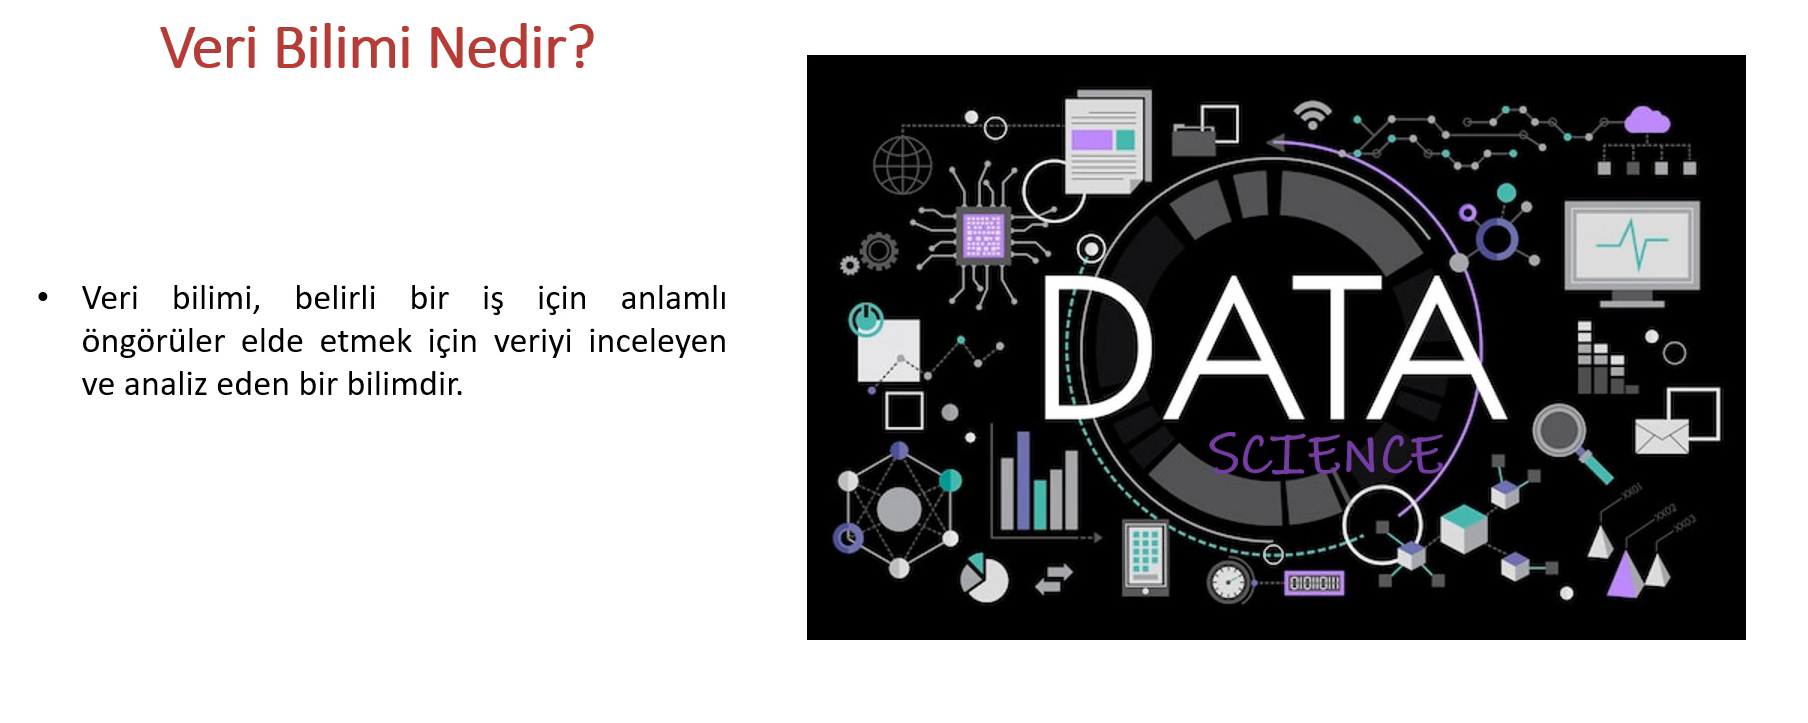 Veri Bilimi Nedir?
• Veri bilimi, belirli bir iş için anlamlı
öngörüler elde etmek için veriyi inceleyen
ve analiz eden bir bilimdir.
DATA
SCIENCE
XX01
XX02
XX03
01011011